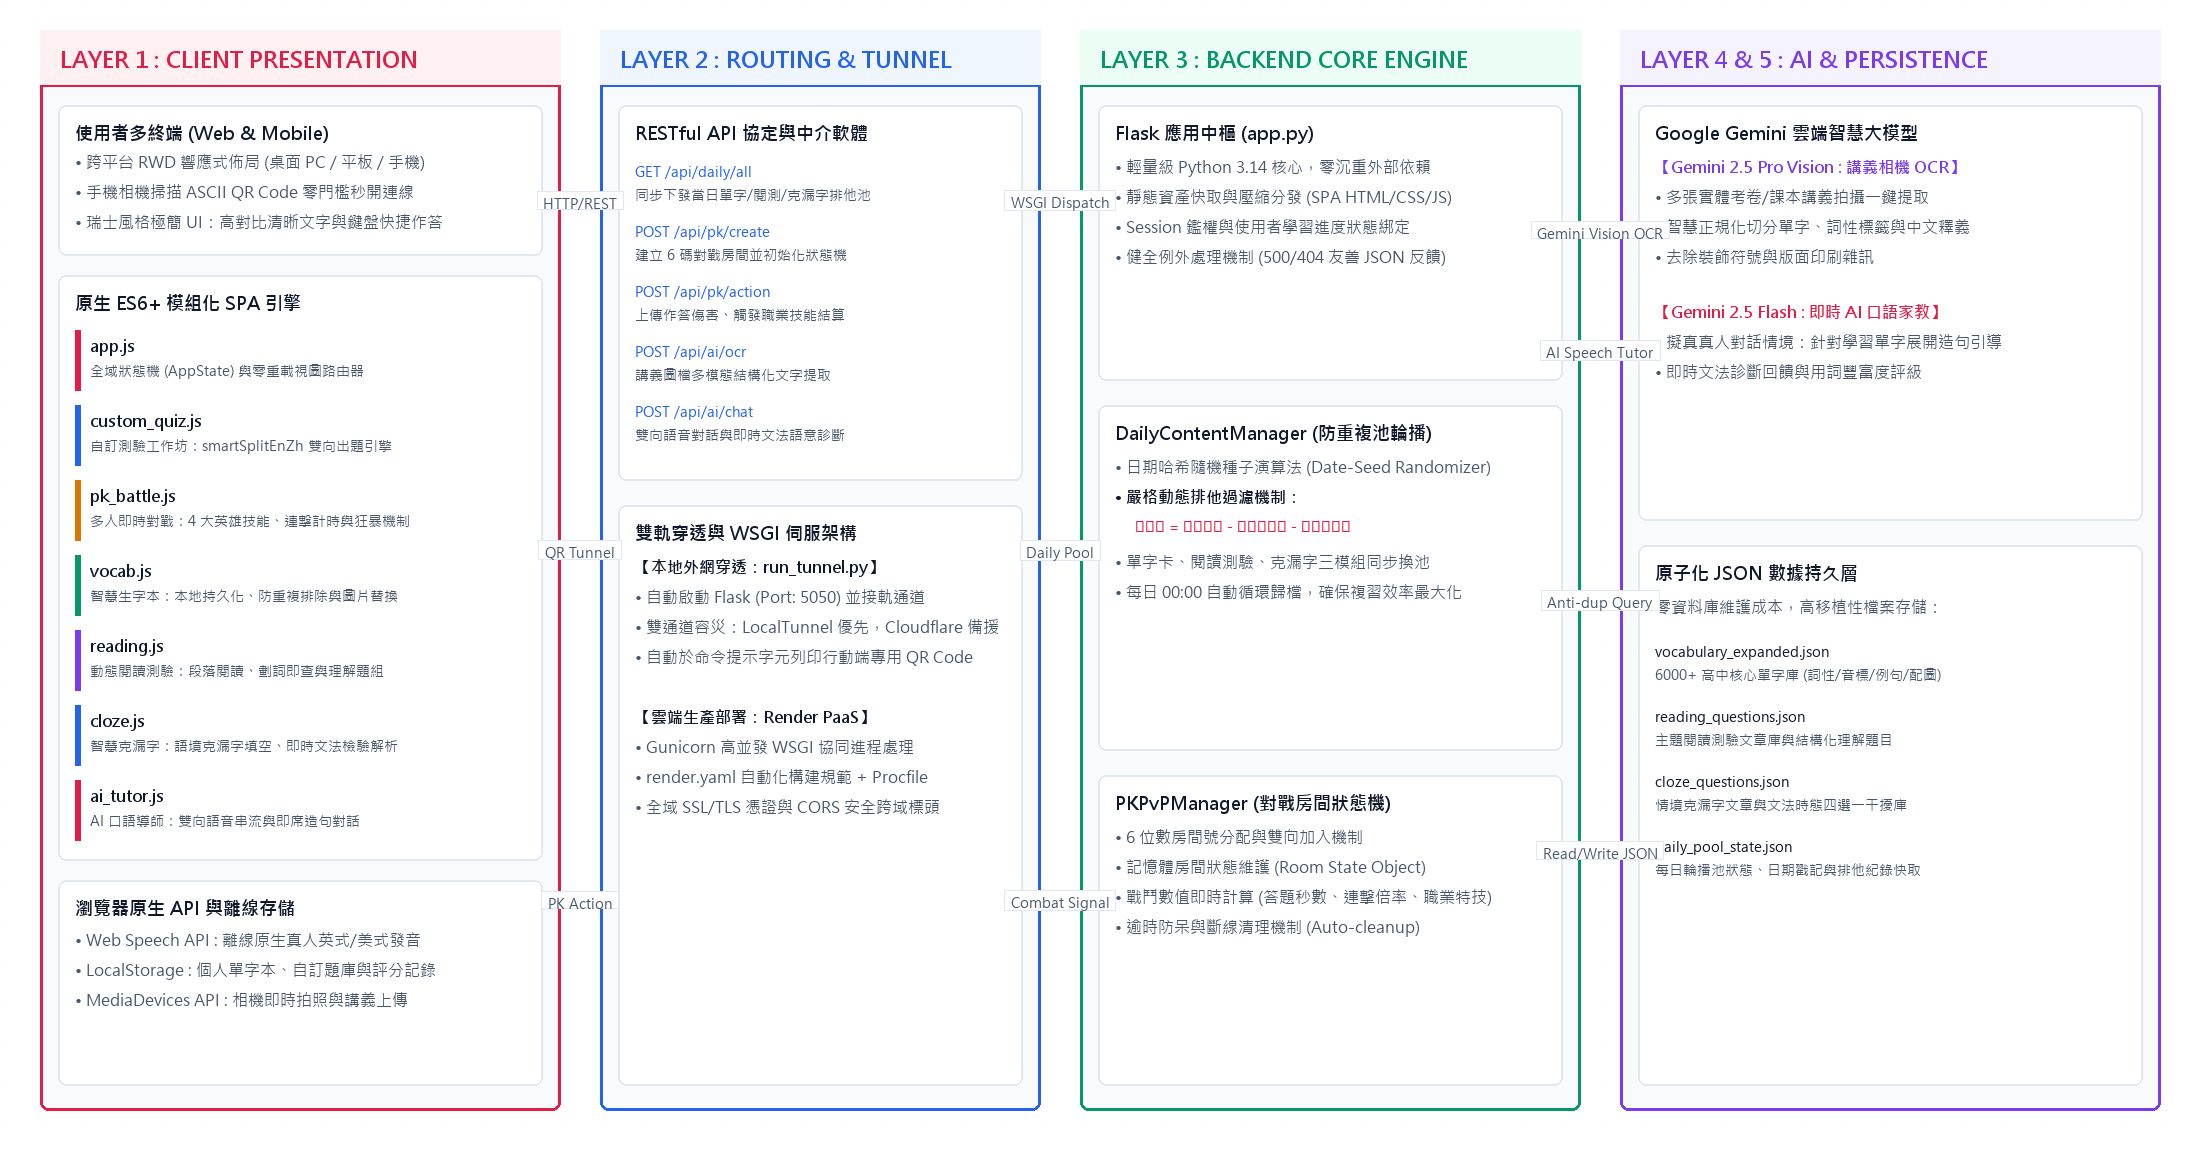 LAYER 1 : CLIENT PRESENTATION
使用者多終端 (Web & Mobile)
• 跨平台 RWD 響應式佈局 (桌面 PC / 平板 / 手機)
• 手機相機掃描 ASCII QR Code 零門檻秒開連線
• 瑞士風格極簡 UI：高對比清晰文字與鍵盤快捷作答
原生 ES6+ 模組化 SPA 引擎
app.js
全域狀態機 (AppState) 與零重載視圖路由器
custom_quiz.js
自訂測驗工作坊：smartSplitEnZh 雙向出題引擎
pk_battle.js
多人即時對戰：4 大英雄技能、連擊計時與狂暴機制
vocab.js
智慧生字本：本地持久化、防重複排除與圖片替換
reading.js
動態閱讀測驗：段落閱讀、劃詞即查與理解題組
cloze.js
智慧克漏字：語境克漏字填空、即時文法檢驗解析
ai_tutor.js
AI 口語導師：雙向語音串流與即席造句對話
瀏覽器原生 API 與離線存儲
• Web Speech API : 離線原生真人英式/美式發音
• LocalStorage : 個人單字本、自訂題庫與評分記錄
• MediaDevices API : 相機即時拍照與講義上傳
HTTP/REST
QR Tunnel
PK Action
LAYER 2 : ROUTING & TUNNEL
RESTful API 協定與中介軟體
GET /api/daily/all
同步下發當日單字/閱測/克漏字排他池
POST /api/pk/create
建立 6 碼對戰房間並初始化狀態機
POST /api/pk/action
上傳作答傷害、觸發職業技能結算
POST /api/ai/ocr
講義圖檔多模態結構化文字提取
POST /api/ai/chat
雙向語音對話與即時文法語意診斷
雙軌穿透與 WSGI 伺服架構
【本地外網穿透：run_tunnel.py】
• 自動啟動 Flask (Port: 5050) 並接軌通道
• 雙通道容災：LocalTunnel 優先，Cloudflare 備援
• 自動於命令提示字元列印行動端專用 QR Code
【雲端生產部署：Render PaaS】
• Gunicorn 高並發 WSGI 協同進程處理
• render.yaml 自動化構建規範 + Procfile
• 全域 SSL/TLS 憑證與 CORS 安全跨域標頭
WSGI Dispatch
Daily Pool
Combat Signal
LAYER 3 : BACKEND CORE ENGINE
Flask 應用中樞 (app.py)
• 輕量級 Python 3.14 核心，零沉重外部依賴
• 靜態資產快取與壓縮分發 (SPA HTML/CSS/JS)
• Session 鑑權與使用者學習進度狀態綁定
• 健全例外處理機制 (500/404 友善 JSON 反饋)
DailyContentManager (防重複池輪播)
• 日期哈希隨機種子演算法 (Date-Seed Randomizer)
• 嚴格動態排他過濾機制：
= - -
• 單字卡、閱讀測驗、克漏字三模組同步換池
• 每日 00:00 自動循環歸檔，確保複習效率最大化
PKPvPManager (對戰房間狀態機)
• 6 位數房間號分配與雙向加入機制
• 記憶體房間狀態維護 (Room State Object)
• 戰鬥數值即時計算 (答題秒數、連擊倍率、職業特技)
• 逾時防呆與斷線清理機制 (Auto-cleanup)
Gemini Vision OCR
AI Speech Tutor
Anti-dup Query
Read/Write JSON
LAYER 4 & 5 : AI & PERSISTENCE
Google Gemini 雲端智慧大模型
【Gemini 2.5 Pro Vision : 講義相機 OCR】
• 多張實體考卷/課本講義拍攝一鍵提取
智慧正規化切分單字、詞性標籤與中文釋義
• 去除裝飾符號與版面印刷雜訊
【Gemini 2.5 Flash : 即時 AI 口語家教】
擬真真人對話情境：針對學習單字展開造句引導
• 即時文法診斷回饋與用詞豐富度評級
原子化 JSON 數據持久層
零資料庫維護成本，高移植性檔案存儲：
vocabulary_expanded.json
6000+ 高中核心單字庫 (詞性/音標/例句/配圖)
reading_questions.json
主題閱讀測驗文章庫與結構化理解題目
cloze_questions.json
情境克漏字文章與文法時態四選一干擾庫
daily_pool_state.json
每日輪播池狀態、日期戳記與排他紀錄快取